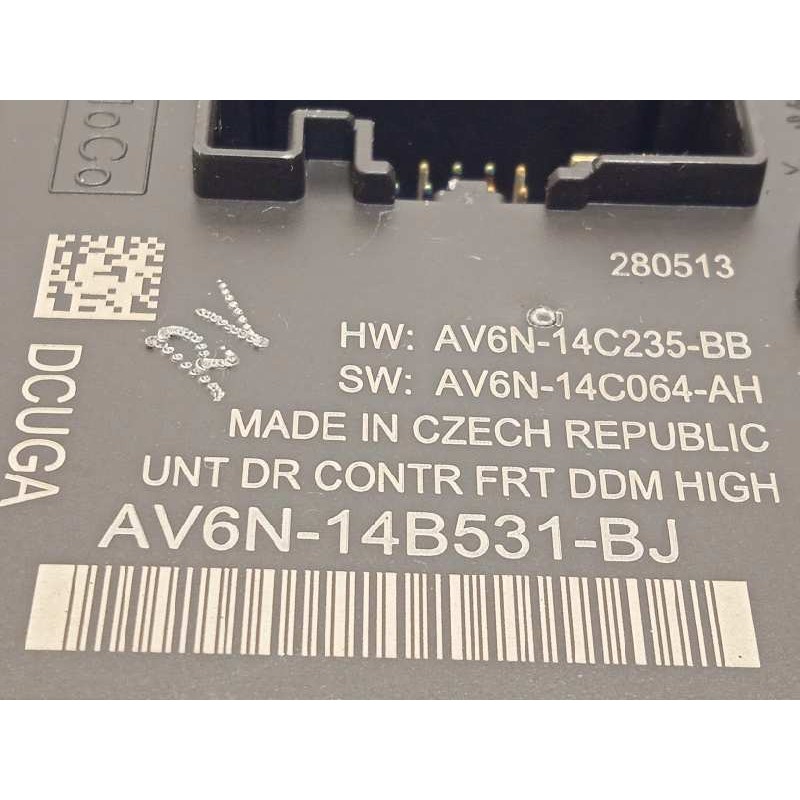 MoCo
280513
HW: AV6N-14C235-BB
SW: AV6N-14C064-AH
MADE IN CZECH REPUBLIC
UNT DR CONTR FRT DDM HIGH
AV6N-14B531-BJ
DCUGA